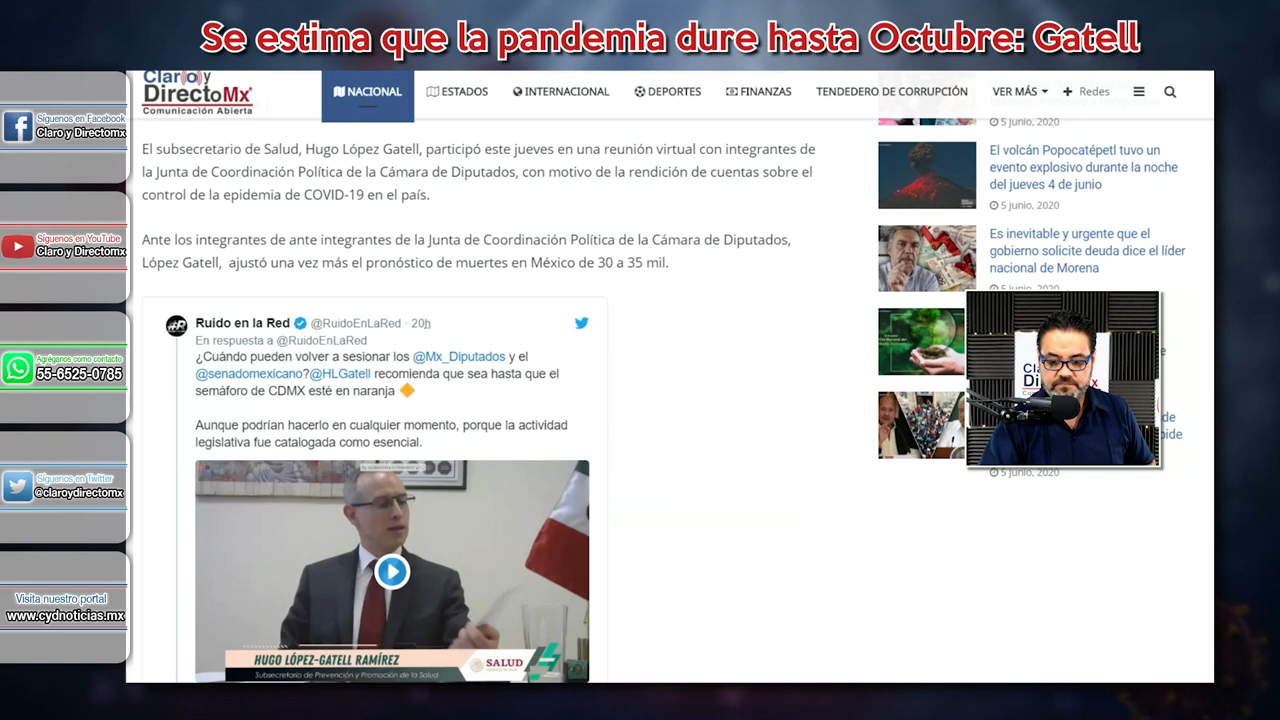 Se estima que la pandemia dure hasta Octubre: Gatell
Claro y
DirectoMx
Comunicación Abierta
NACIONAL
ESTADOS
INTERNACIONAL
DEPORTES
FINANZAS
TENDEDERO DE CORRUPCIÓN
VER MÁS
Redes
Síguenos en Facebook
Claro y Directomx
Síguenos en YouTube
Claro y Directomx
Agréganos como contacto
55-6525-0785
Síguenos en Twitter
@claroydirectomx
Visita nuestro portal
www.cydnoticias.mx
El subsecretario de Salud, Hugo López Gatell, participó este jueves en una reunión virtual con integrantes de
la Junta de Coordinación Política de la Cámara de Diputados, con motivo de la rendición de cuentas sobre el
control de la epidemia de COVID-19 en el país.
Ante los integrantes de ante integrantes de la Junta de Coordinación Política de la Cámara de Diputados,
López Gatell, ajustó una vez más el pronóstico de muertes en México de 30 a 35 mil.
Ruido en la Red @RuidoEnLaRed · 20h
En respuesta a @RuidoEnLaRed
¿Cuándo pueden volver a sesionar los @Mx_Diputados y el
@senadomexicano?@HLGatell recomienda que sea hasta que el
semáforo de CDMX esté en naranja
Aunque podrían hacerlo en cualquier momento, porque la actividad
legislativa fue catalogada como esencial.
HUGO LÓPEZ-GATELL RAMÍREZ
Subsecretario de Prevención y Promoción de la Salud
SALUD
5 junio, 2020
El volcán Popocatépetl tuvo un
evento explosivo durante la noche
del jueves 4 de junio
5 junio, 2020
Es inevitable y urgente que el
gobierno solicite deuda dice el líder
nacional de Morena
5 junio, 2020
de
5 junio, 2020